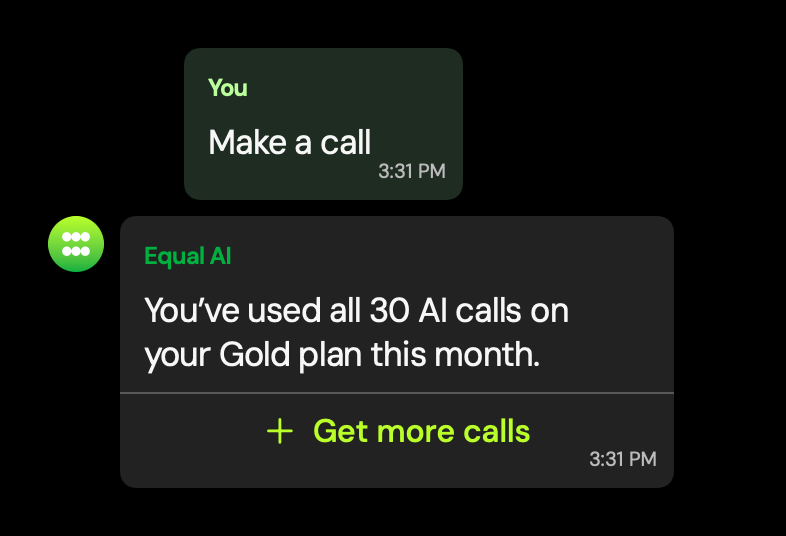 You
Make a call
3:31 PM
Equal AI
You’ve used all 30 AI calls on
your Gold plan this month.
+ Get more calls
3:31 PM